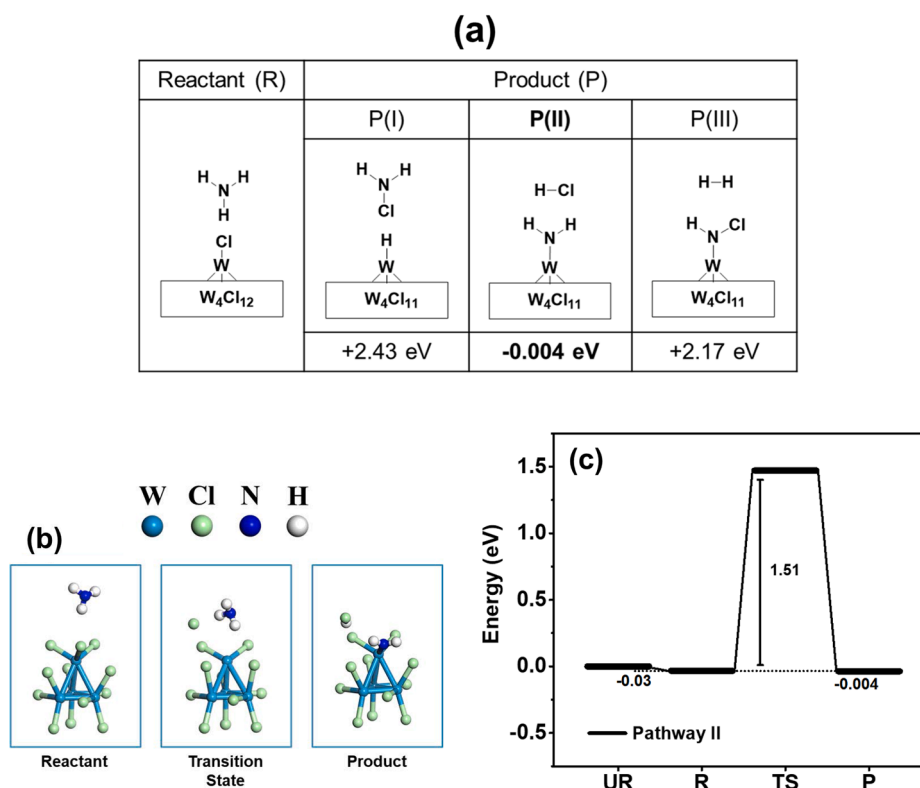 (a)
Reactant (R)
Product (P)
P(I)
P(II)
P(III)
H H
N
H
Cl
W
W4Cl12
H H
N
Cl
H
W
W4Cl11
H–Cl
H H
N
W
W4Cl11
H–H
H Cl
N
W
W4Cl11
+2.43 eV
-0.004 eV
+2.17 eV
W Cl N H
(b)
Reactant
Transition
State
Product
(c)
Energy (eV)
1.5
1.0
0.5
0.0
-0.5
1.51
-0.03
-0.004
Pathway II
UR R TS P